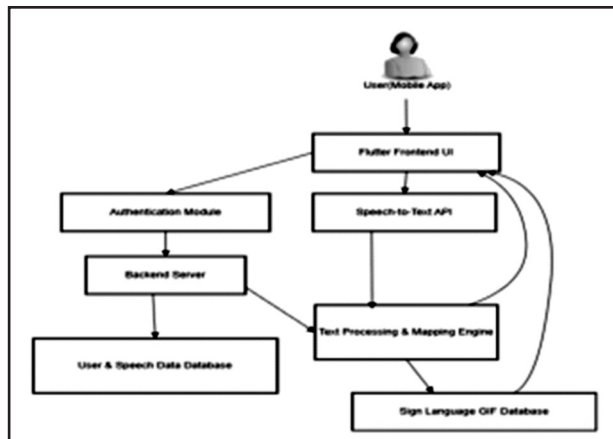 User(Mobile App)
Flutter Frontend UI
Authentication Module
Speech-to-Text API
Backend Server
Text Processing & Mapping Engine
User & Speech Data Database
Sign Language GIF Database